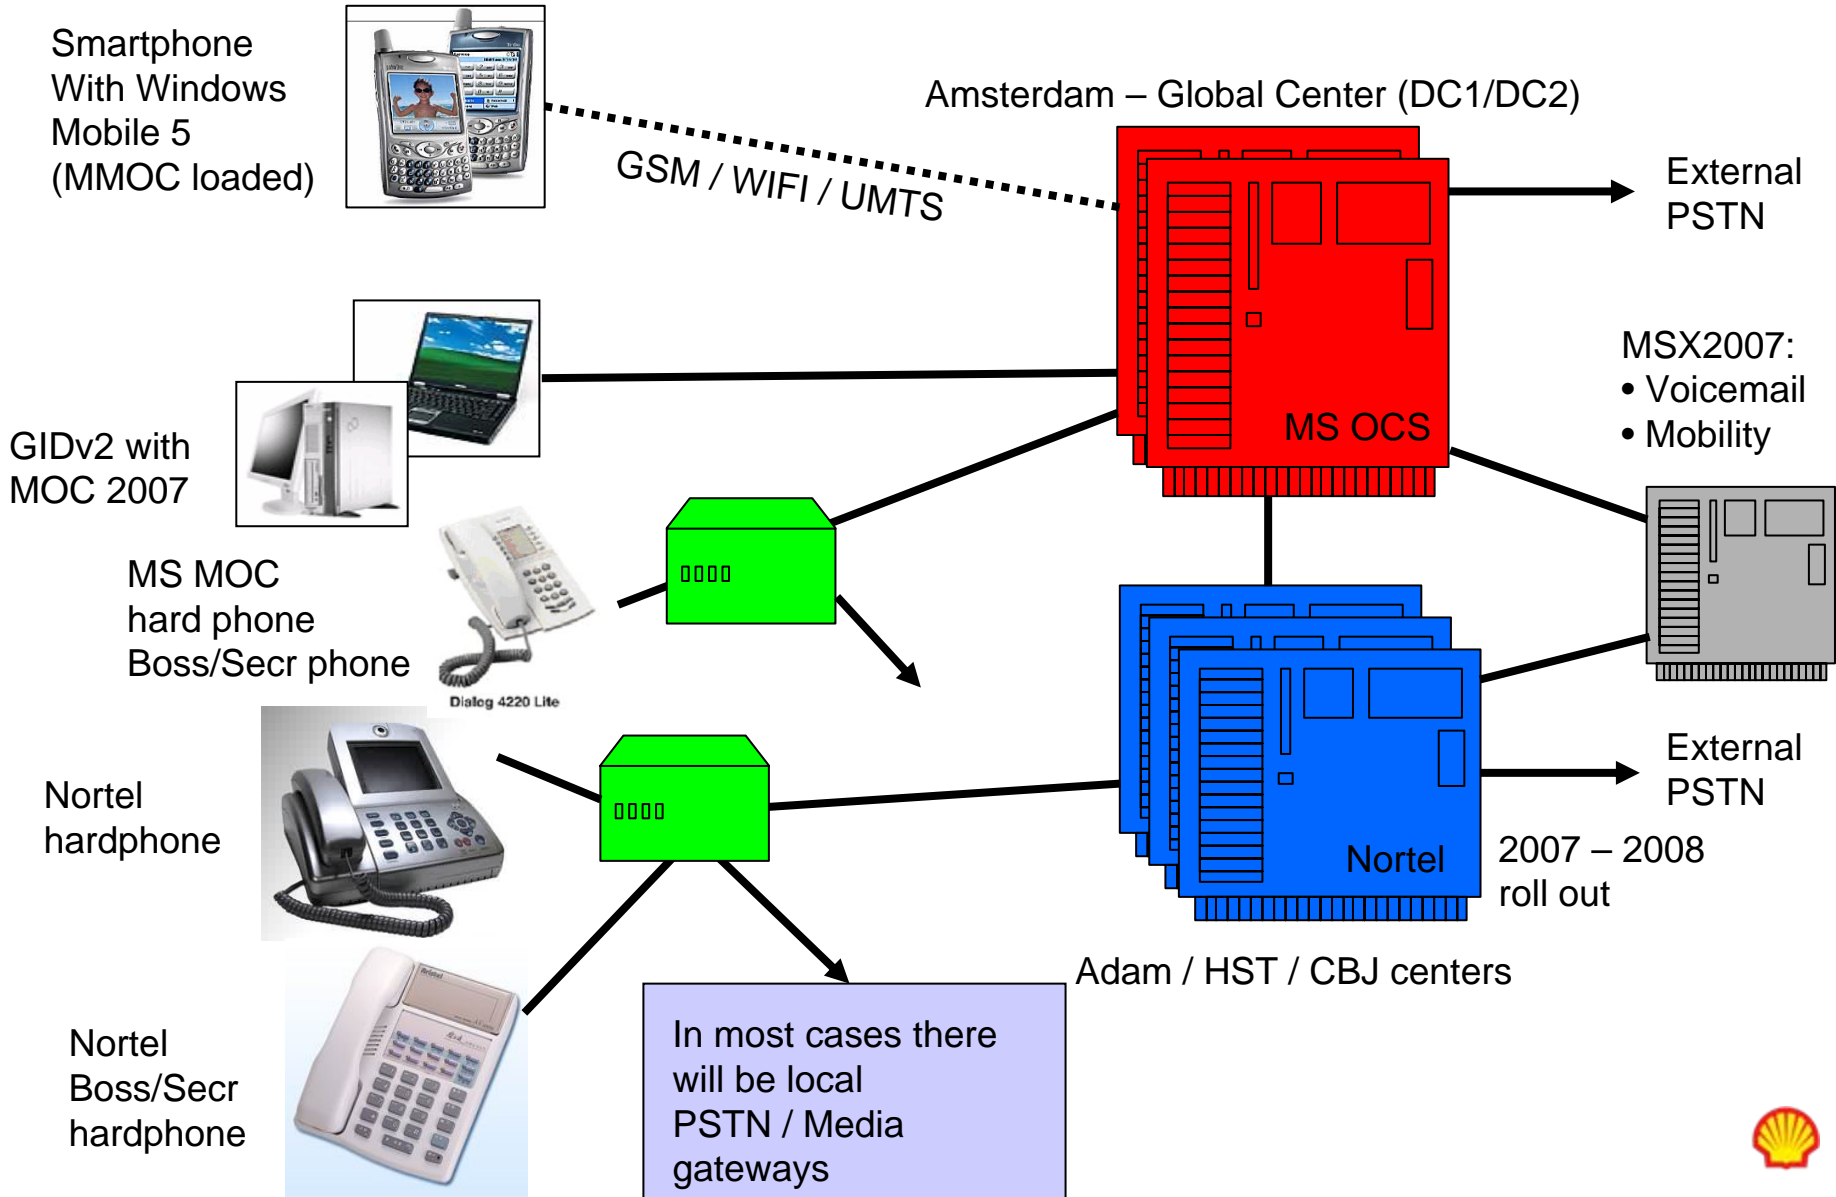 Smartphone
With Windows
Mobile 5
(MMOC loaded)
GSM / WIFI / UMTS
Amsterdam – Global Center (DC1/DC2)
External
PSTN
MSX2007:
• Voicemail
• Mobility
MS OCS
GIDv2 with
MOC 2007
MS MOC
hard phone
Boss/Secr phone
Dialog 4220 Lite
Nortel
hardphone
External
PSTN
Nortel
2007 – 2008
roll out
Adam / HST / CBJ centers
Nortel
Boss/Secr
hardphone
In most cases there
will be local
PSTN / Media
gateways